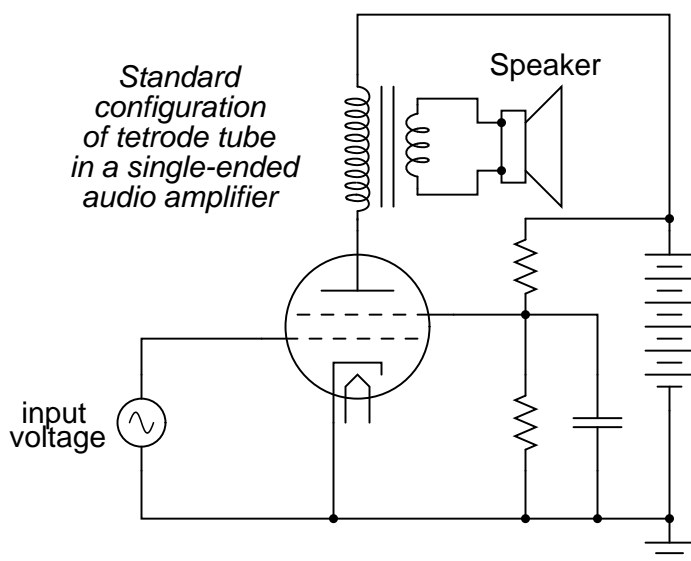 Standard
configuration
of tetrode tube
in a single-ended
audio amplifier
Speaker
input
voltage